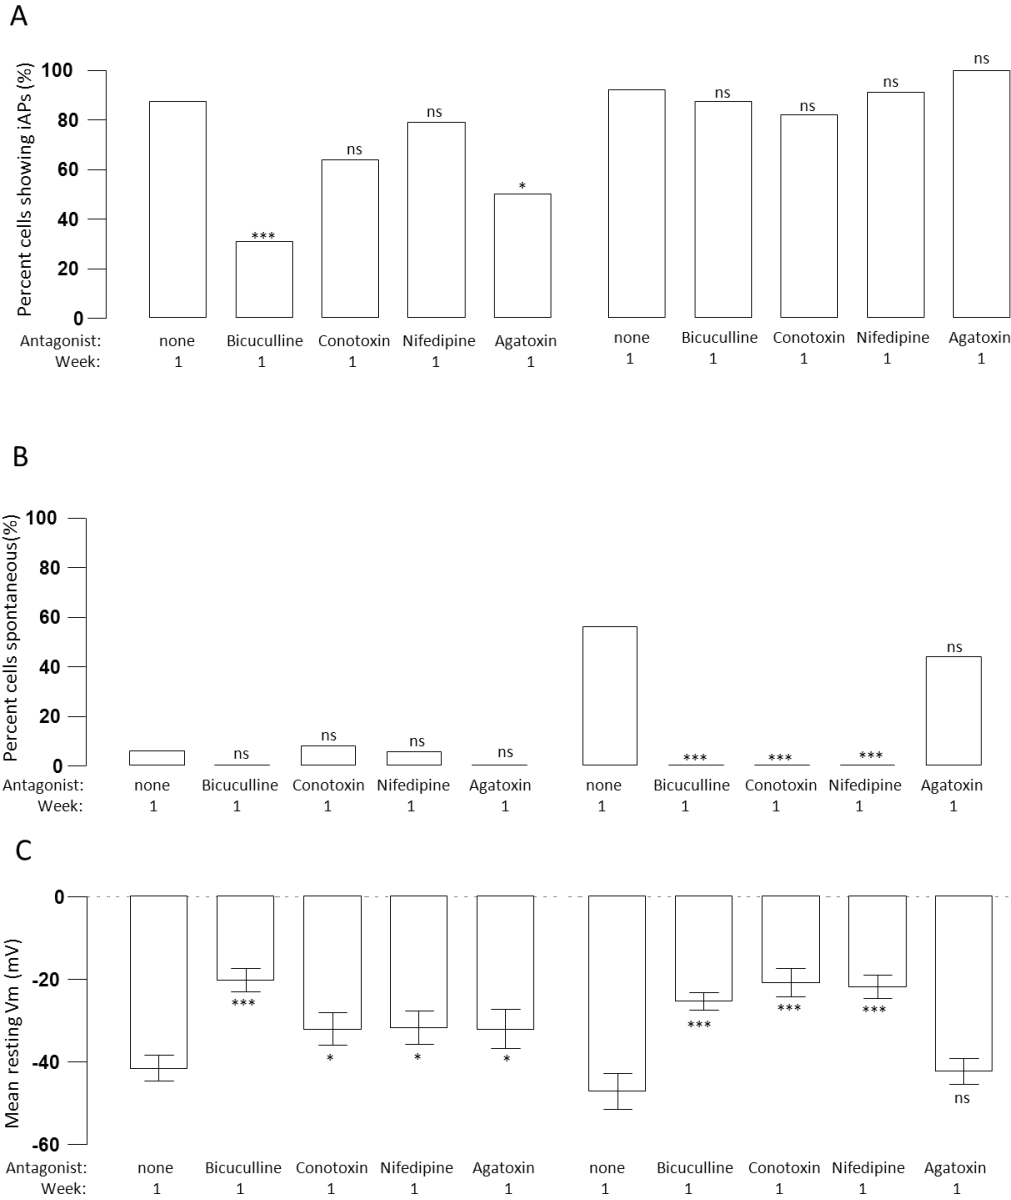 A
Percent cells showing iAPs (%)
100
80
60
40
20
0
*** ns ns * ns ns ns ns
Antagonist: none Bicuculline Conotoxin Nifedipine Agatoxin none Bicuculline Conotoxin Nifedipine Agatoxin
Week: 1 1 1 1 1 1 1 1 1 1
B
Percent cells spontaneous(%)
100
80
60
40
20
0
ns ns ns ns *** *** *** ns
Antagonist: none Bicuculline Conotoxin Nifedipine Agatoxin none Bicuculline Conotoxin Nifedipine Agatoxin
Week: 1 1 1 1 1 1 1 1 1 1
C
Mean resting Vm (mV)
0
-20
-40
-60
*** * * * *** *** *** ns
Antagonist: none Bicuculline Conotoxin Nifedipine Agatoxin none Bicuculline Conotoxin Nifedipine Agatoxin
Week: 1 1 1 1 1 1 1 1 1 1